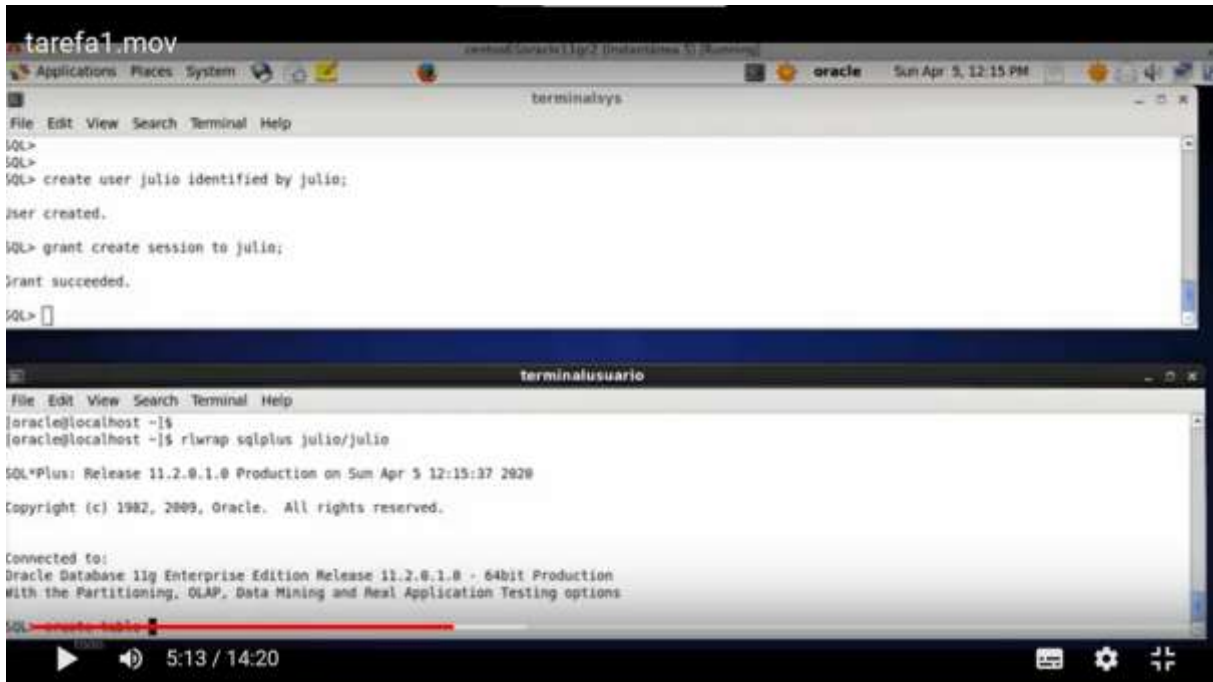 tarefa1.mov
Applications Places System
oracle Sun Apr 5, 12:15 PM
terminalsys
File Edit View Search Terminal Help
SQL>
SQL>
SQL> create user julio identified by julio;
User created.
SQL> grant create session to julio;
Grant succeeded.
SQL>
terminalusuario
File Edit View Search Terminal Help
[oracle@localhost ~]$
[oracle@localhost ~]$ rlwrap sqlplus julio/julio
SQL*Plus: Release 11.2.0.1.0 Production on Sun Apr 5 12:15:37 2020
Copyright (c) 1982, 2009, Oracle. All rights reserved.
Connected to:
Oracle Database 11g Enterprise Edition Release 11.2.0.1.0 - 64bit Production
With the Partitioning, OLAP, Data Mining and Real Application Testing options
SQL> create table
5:13 / 14:20